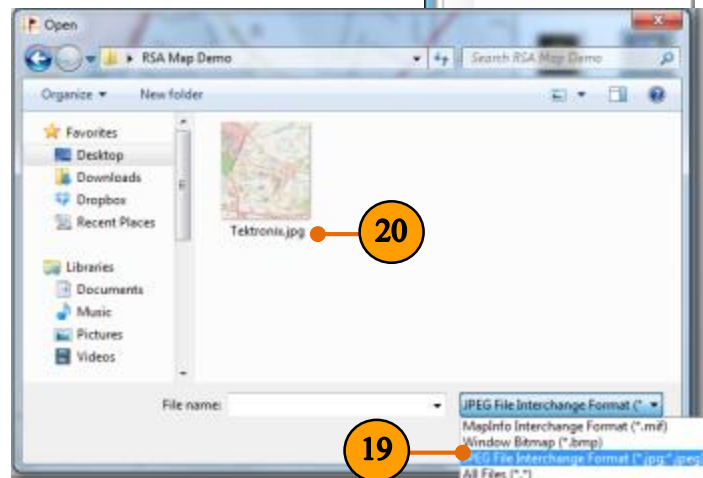 Open
RSA Map Demo
Search RSA Map Demo
Organize
New folder
Favorites
Desktop
Downloads
Dropbox
Recent Places
Tektronix.jpg
20
Libraries
Documents
Music
Pictures
Videos
File name:
JPEG File Interchange Format (*.
MapInfo Interchange Format (*.mif)
Window Bitmap (*.bmp)
19
JPEG File Interchange Format (*.jpg;*.jpeg
All Files (*.*)